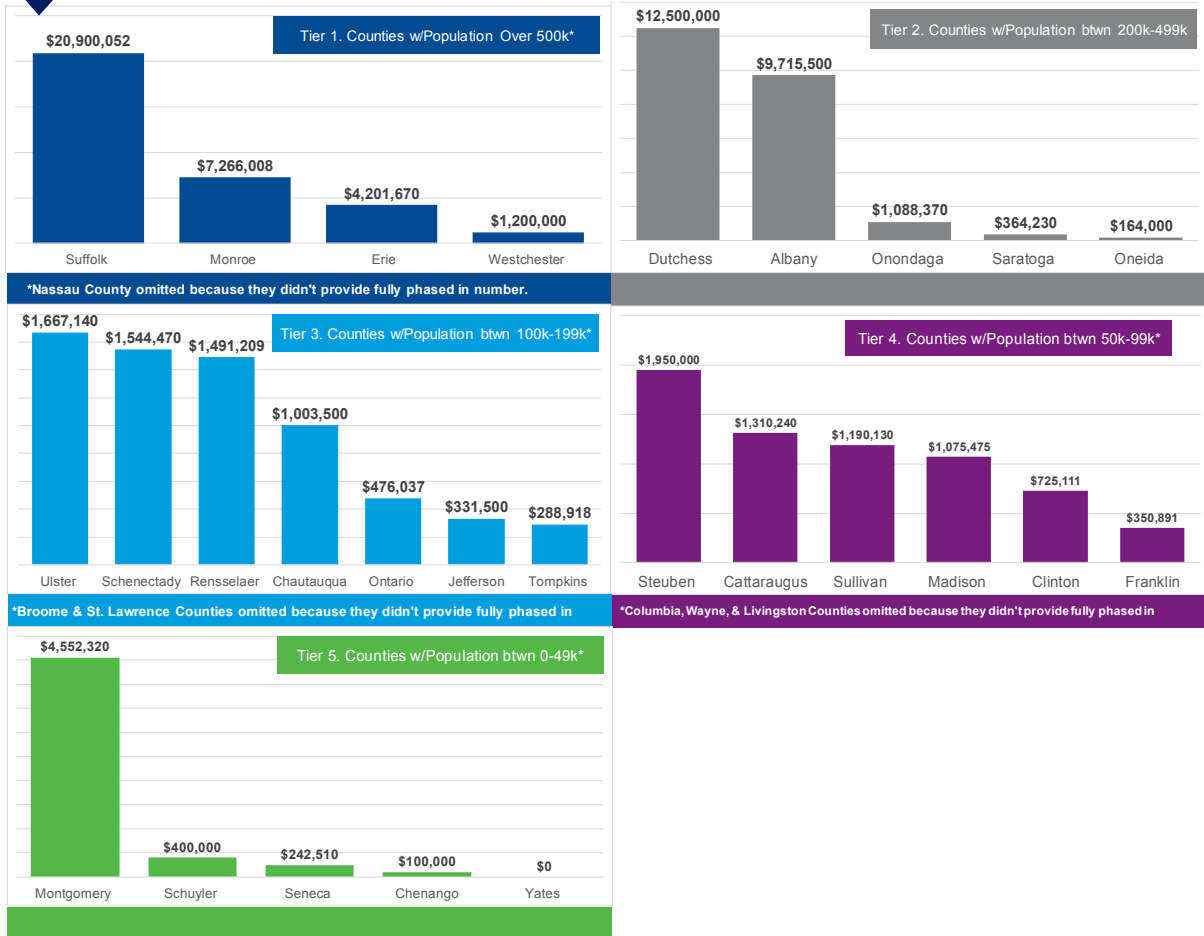 Tier 1. Counties w/Population Over 500k*
$20,900,052
$7,266,008
$4,201,670
$1,200,000
Suffolk Monroe Erie Westchester
*Nassau County omitted because they didn't provide fully phased in number.
Tier 2. Counties w/Population btwn 200k-499k
$12,500,000
$9,715,500
$1,088,370
$364,230
$164,000
Dutchess Albany Onondaga Saratoga Oneida
Tier 3. Counties w/Population btwn 100k-199k*
$1,667,140
$1,544,470
$1,491,209
$1,003,500
$476,037
$331,500
$288,918
Ulster Schenectady Rensselaer Chautauqua Ontario Jefferson Tompkins
*Broome & St. Lawrence Counties omitted because they didn't provide fully phased in
Tier 4. Counties w/Population btwn 50k-99k*
$1,950,000
$1,310,240
$1,190,130
$1,075,475
$725,111
$350,891
Steuben Cattaraugus Sullivan Madison Clinton Franklin
*Columbia, Wayne, & Livingston Counties omitted because they didn't provide fully phased in
Tier 5. Counties w/Population btwn 0-49k*
$4,552,320
$400,000
$242,510
$100,000
$0
Montgomery Schuyler Seneca Chenango Yates